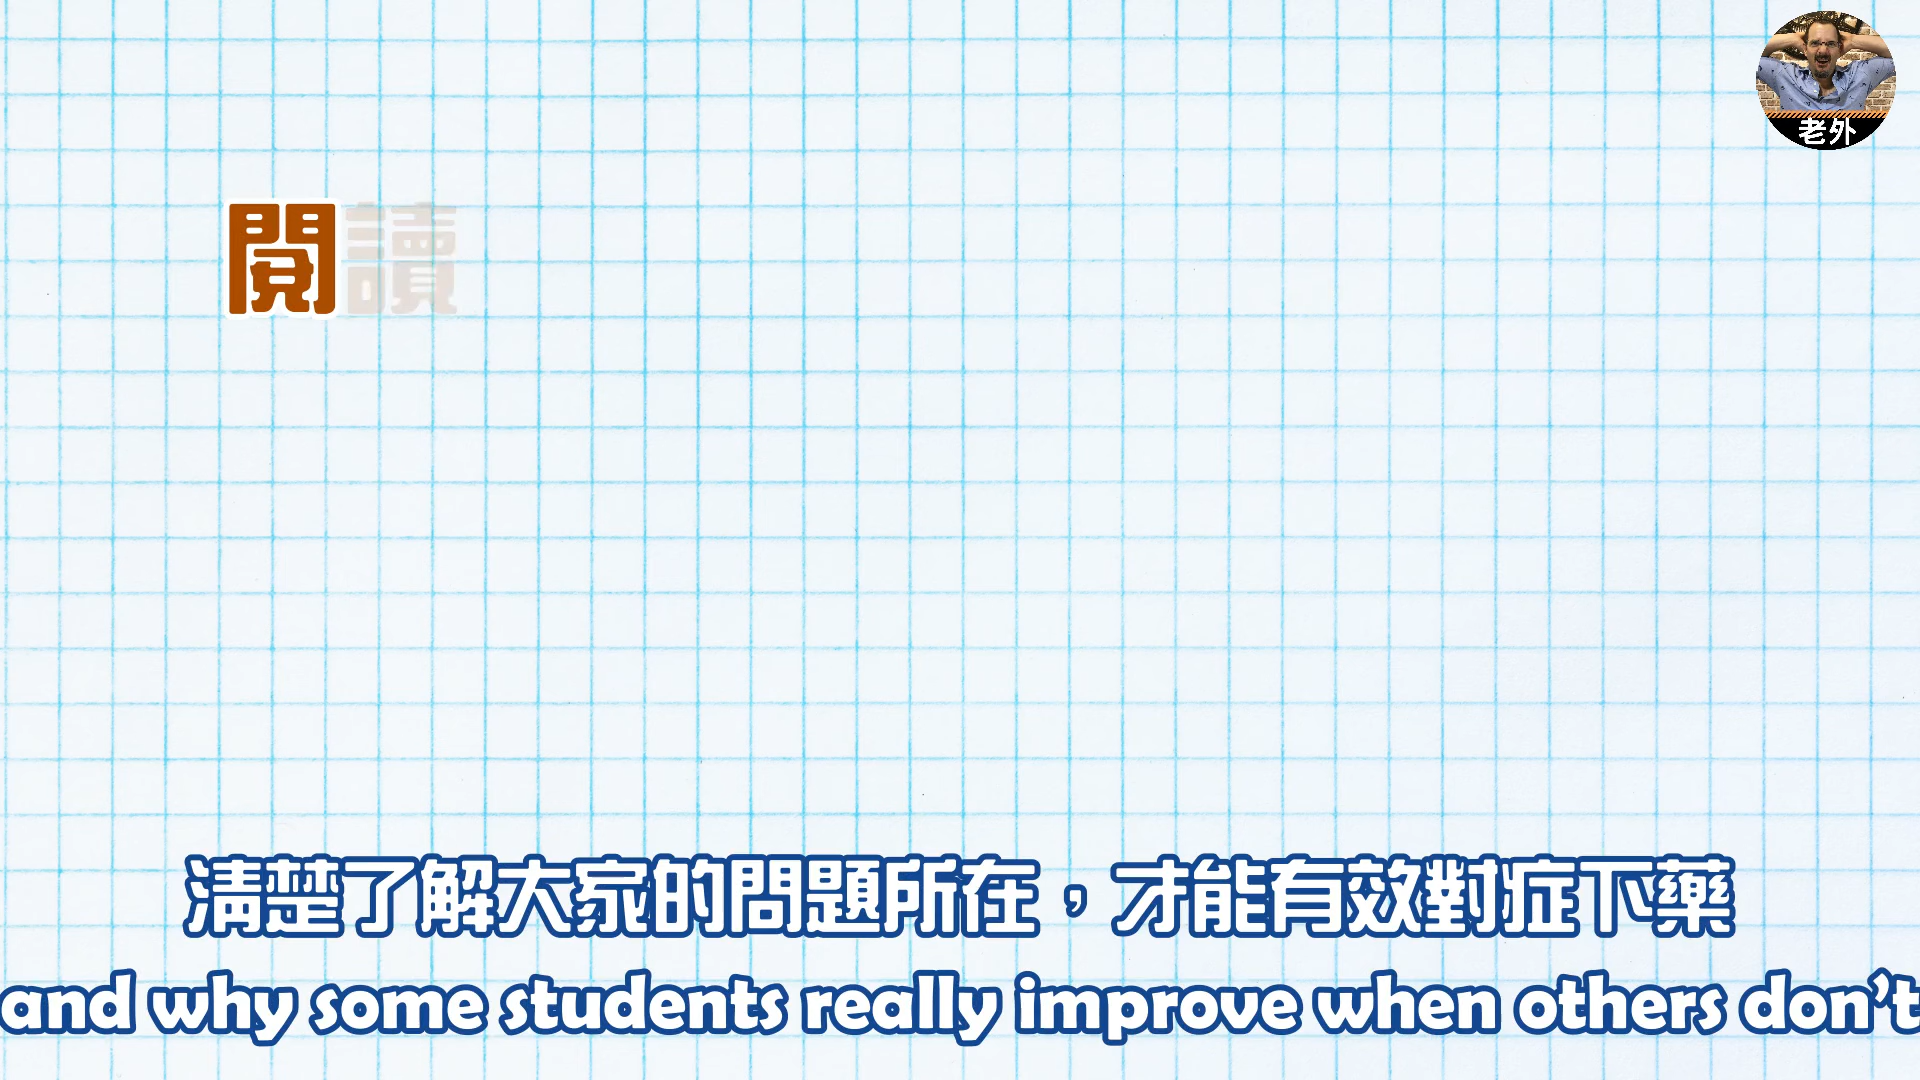 老外
閱讀
清楚了解大家的問題所在，才能有效對症下藥
and why some students really improve when others don't